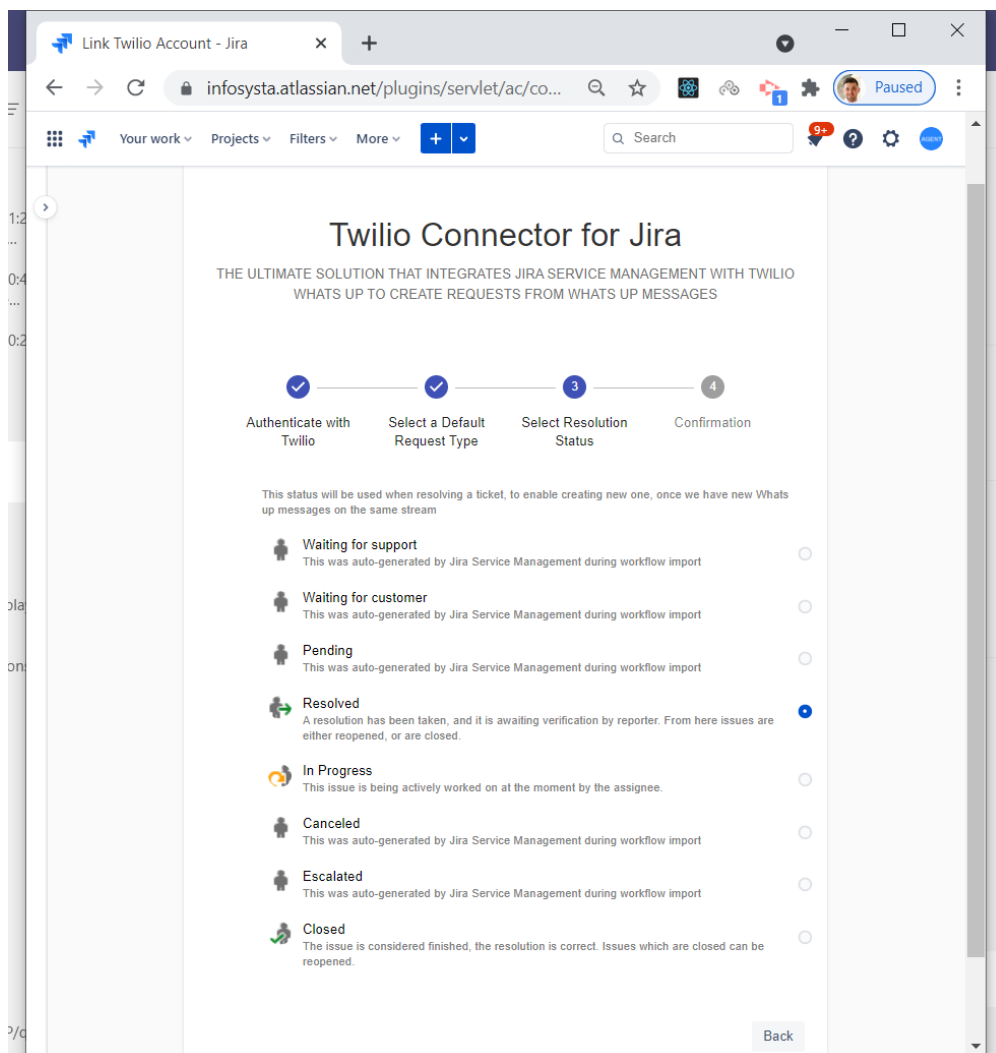 Link Twilio Account - Jira
infosysta.atlassian.net/plugins/servlet/ac/co...
1
Paused
Your work
Projects
Filters
More
+
Search
9+
AGENT
1:2
...
0:4
...
0:2
Twilio Connector for Jira
THE ULTIMATE SOLUTION THAT INTEGRATES JIRA SERVICE MANAGEMENT WITH TWILIO
WHATS UP TO CREATE REQUESTS FROM WHATS UP MESSAGES
3
4
Authenticate with
Twilio
Select a Default
Request Type
Select Resolution
Status
Confirmation
This status will be used when resolving a ticket, to enable creating new one, once we have new Whats
up messages on the same stream
Waiting for support
This was auto-generated by Jira Service Management during workflow import
Waiting for customer
This was auto-generated by Jira Service Management during workflow import
Pending
This was auto-generated by Jira Service Management during workflow import
Resolved
A resolution has been taken, and it is awaiting verification by reporter. From here issues are
either reopened, or are closed.
In Progress
This issue is being actively worked on at the moment by the assignee.
Canceled
This was auto-generated by Jira Service Management during workflow import
Escalated
This was auto-generated by Jira Service Management during workflow import
Closed
The issue is considered finished, the resolution is correct. Issues which are closed can be
reopened.
Back